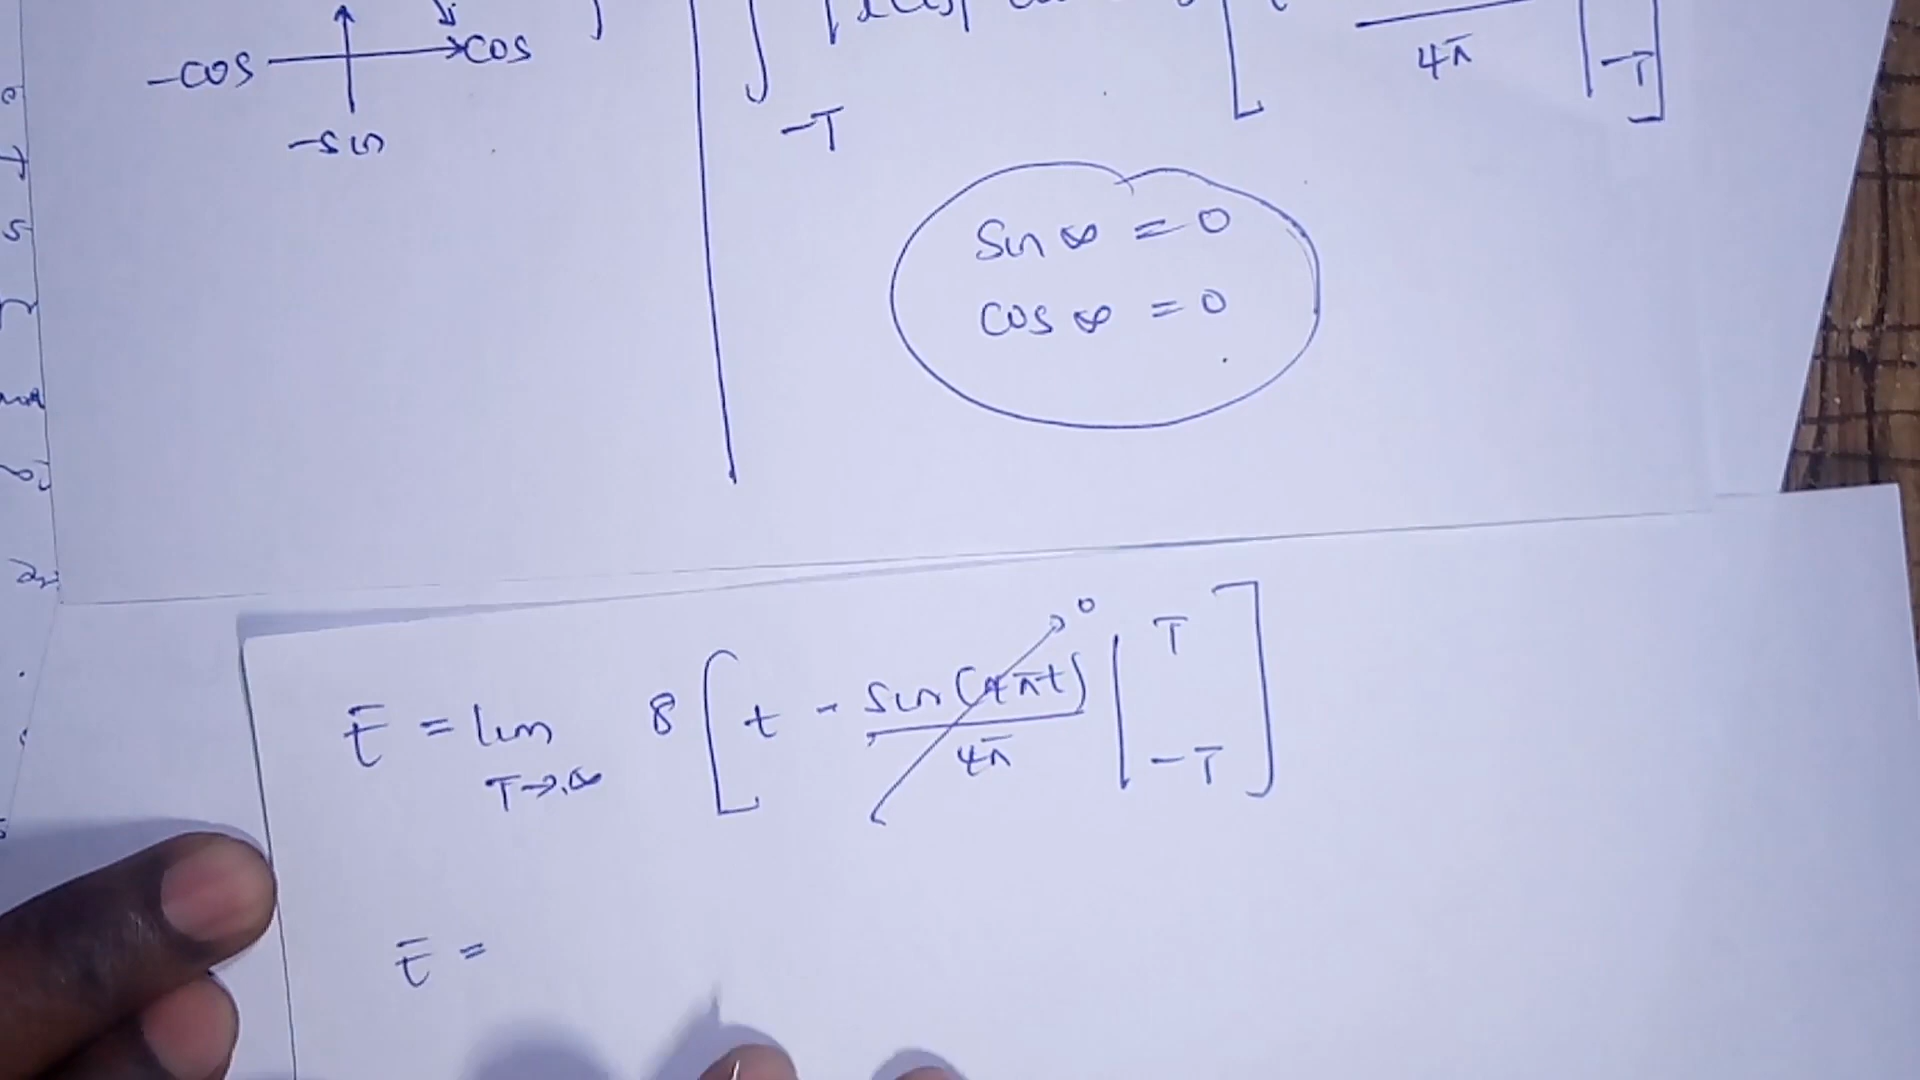 -cos cos
-sin
-T
4π -T
Sin ∞ = 0
cos ∞ = 0
E = lim 8 [ t - sin(4πt) | T ]
T→∞ 4π -T
0
E =